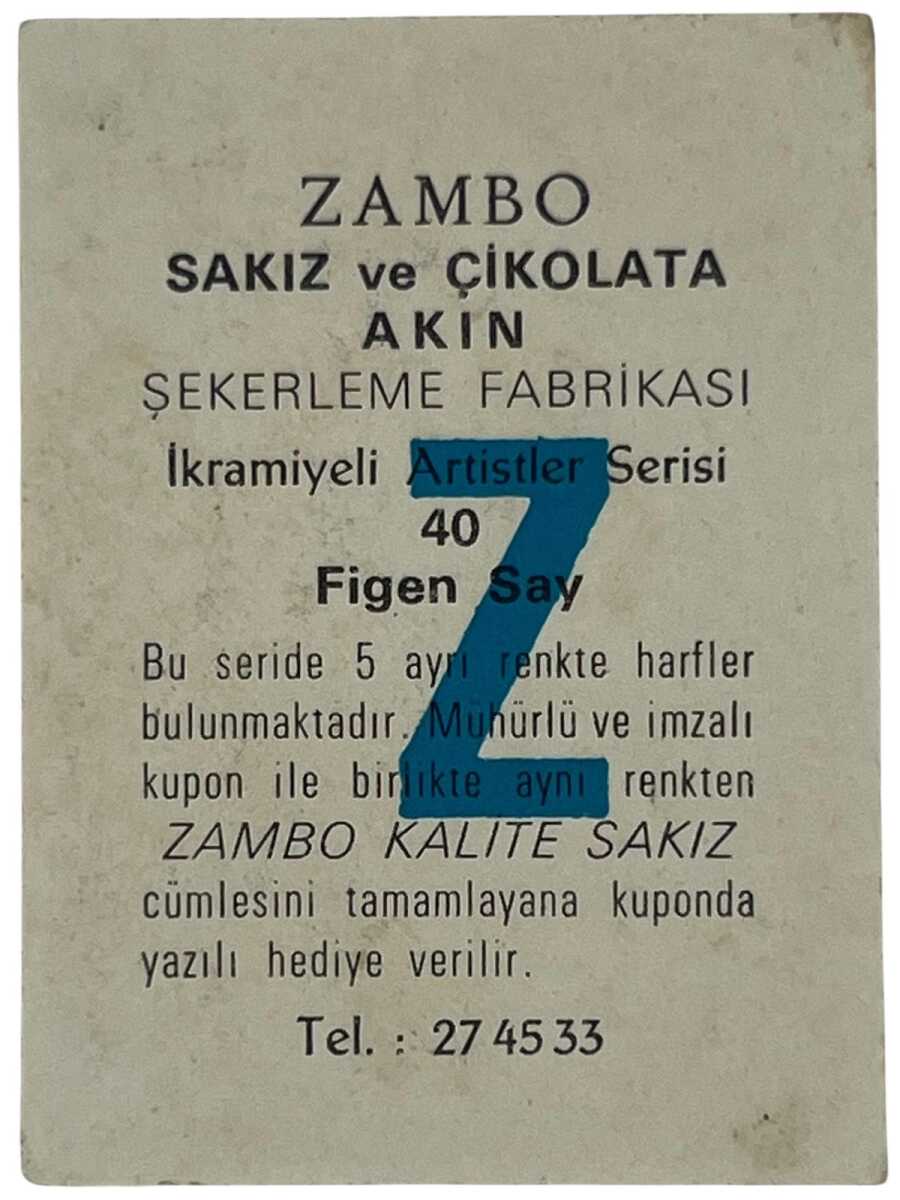 ZAMBO
SAKIZ ve ÇİKOLATA
AKIN
ŞEKERLEME FABRİKASI
İkramiyeli Artistler Serisi
40
Figen Say
Z
Bu seride 5 ayrı renkte harfler
bulunmaktadır. Mühürlü ve imzalı
kupon ile birlikte aynı renkten
ZAMBO KALİTE SAKIZ
cümlesini tamamlayana kuponda
yazılı hediye verilir.
Tel. : 27 45 33